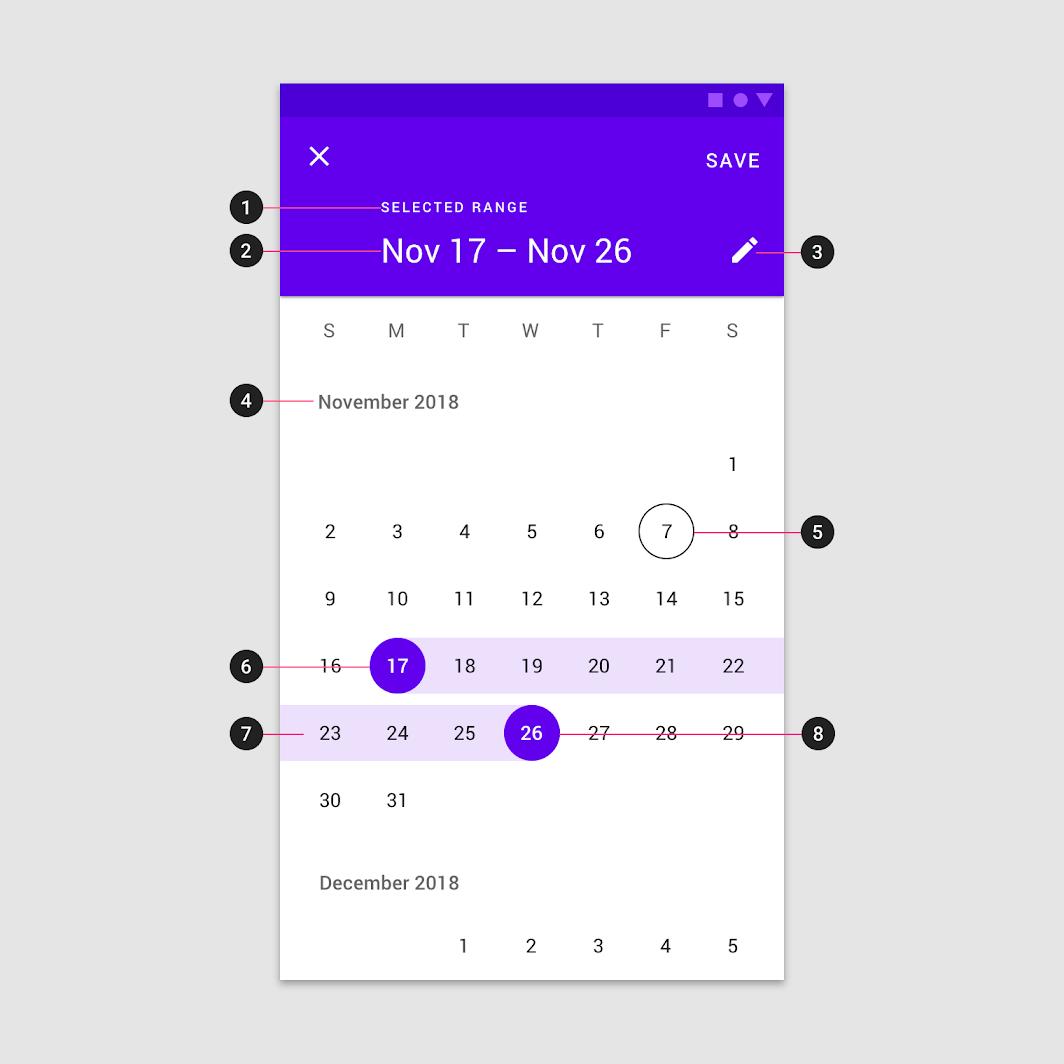 SAVE
1 SELECTED RANGE
2 Nov 17 – Nov 26 3
S M T W T F S
4 November 2018
1
2 3 4 5 6 7 8 5
9 10 11 12 13 14 15
6 16 17 18 19 20 21 22
7 23 24 25 26 27 28 29 8
30 31
December 2018
1 2 3 4 5